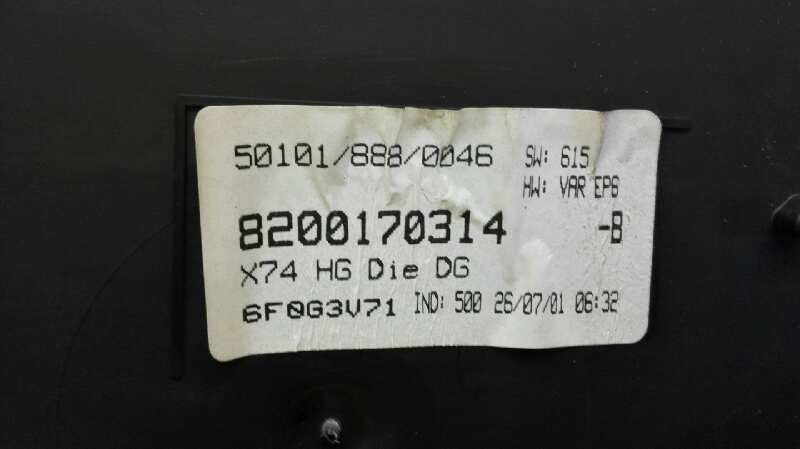 50101/888/0046 SW: 615
HW: VAR EPG
8200170314 -B
X74 HG Die DG
6F0G3V71 IND: 500 26/07/01 06:32